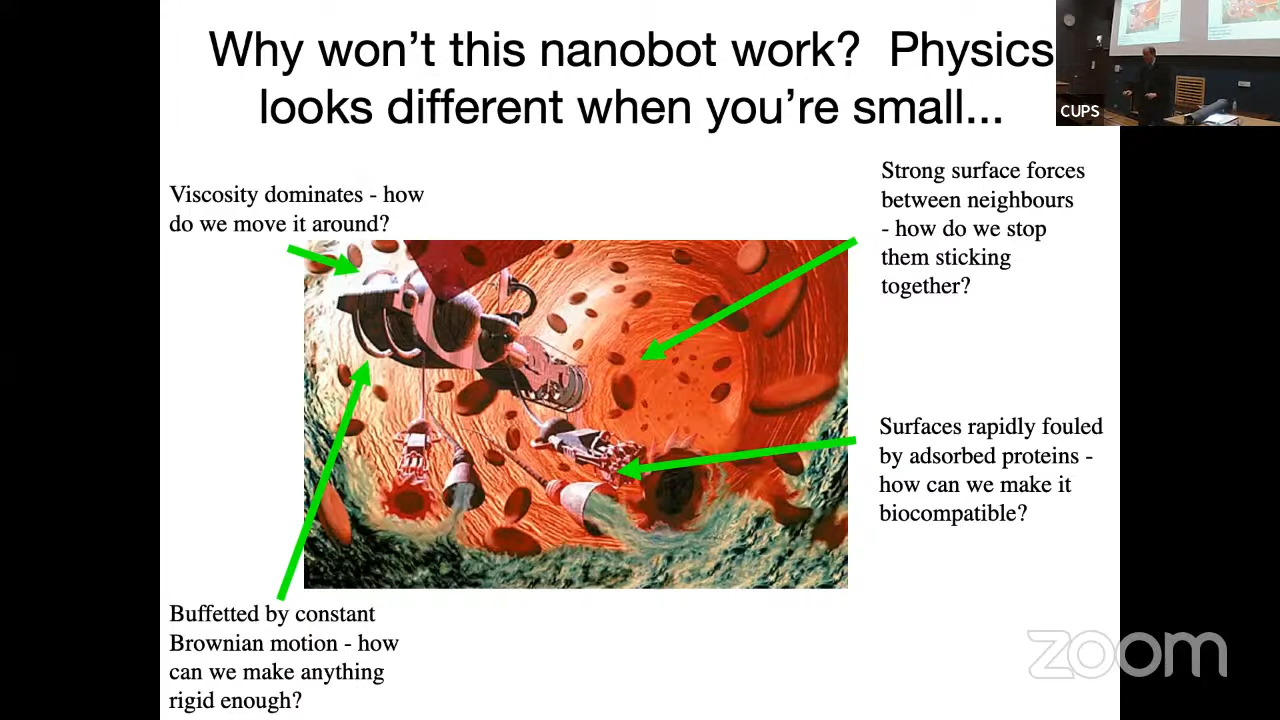 Why won't this nanobot work? Physics
looks different when you're small...
CUPS
Viscosity dominates - how
do we move it around?
Strong surface forces
between neighbours
- how do we stop
them sticking
together?
Surfaces rapidly fouled
by adsorbed proteins -
how can we make it
biocompatible?
Buffetted by constant
Brownian motion - how
can we make anything
rigid enough?
zoom